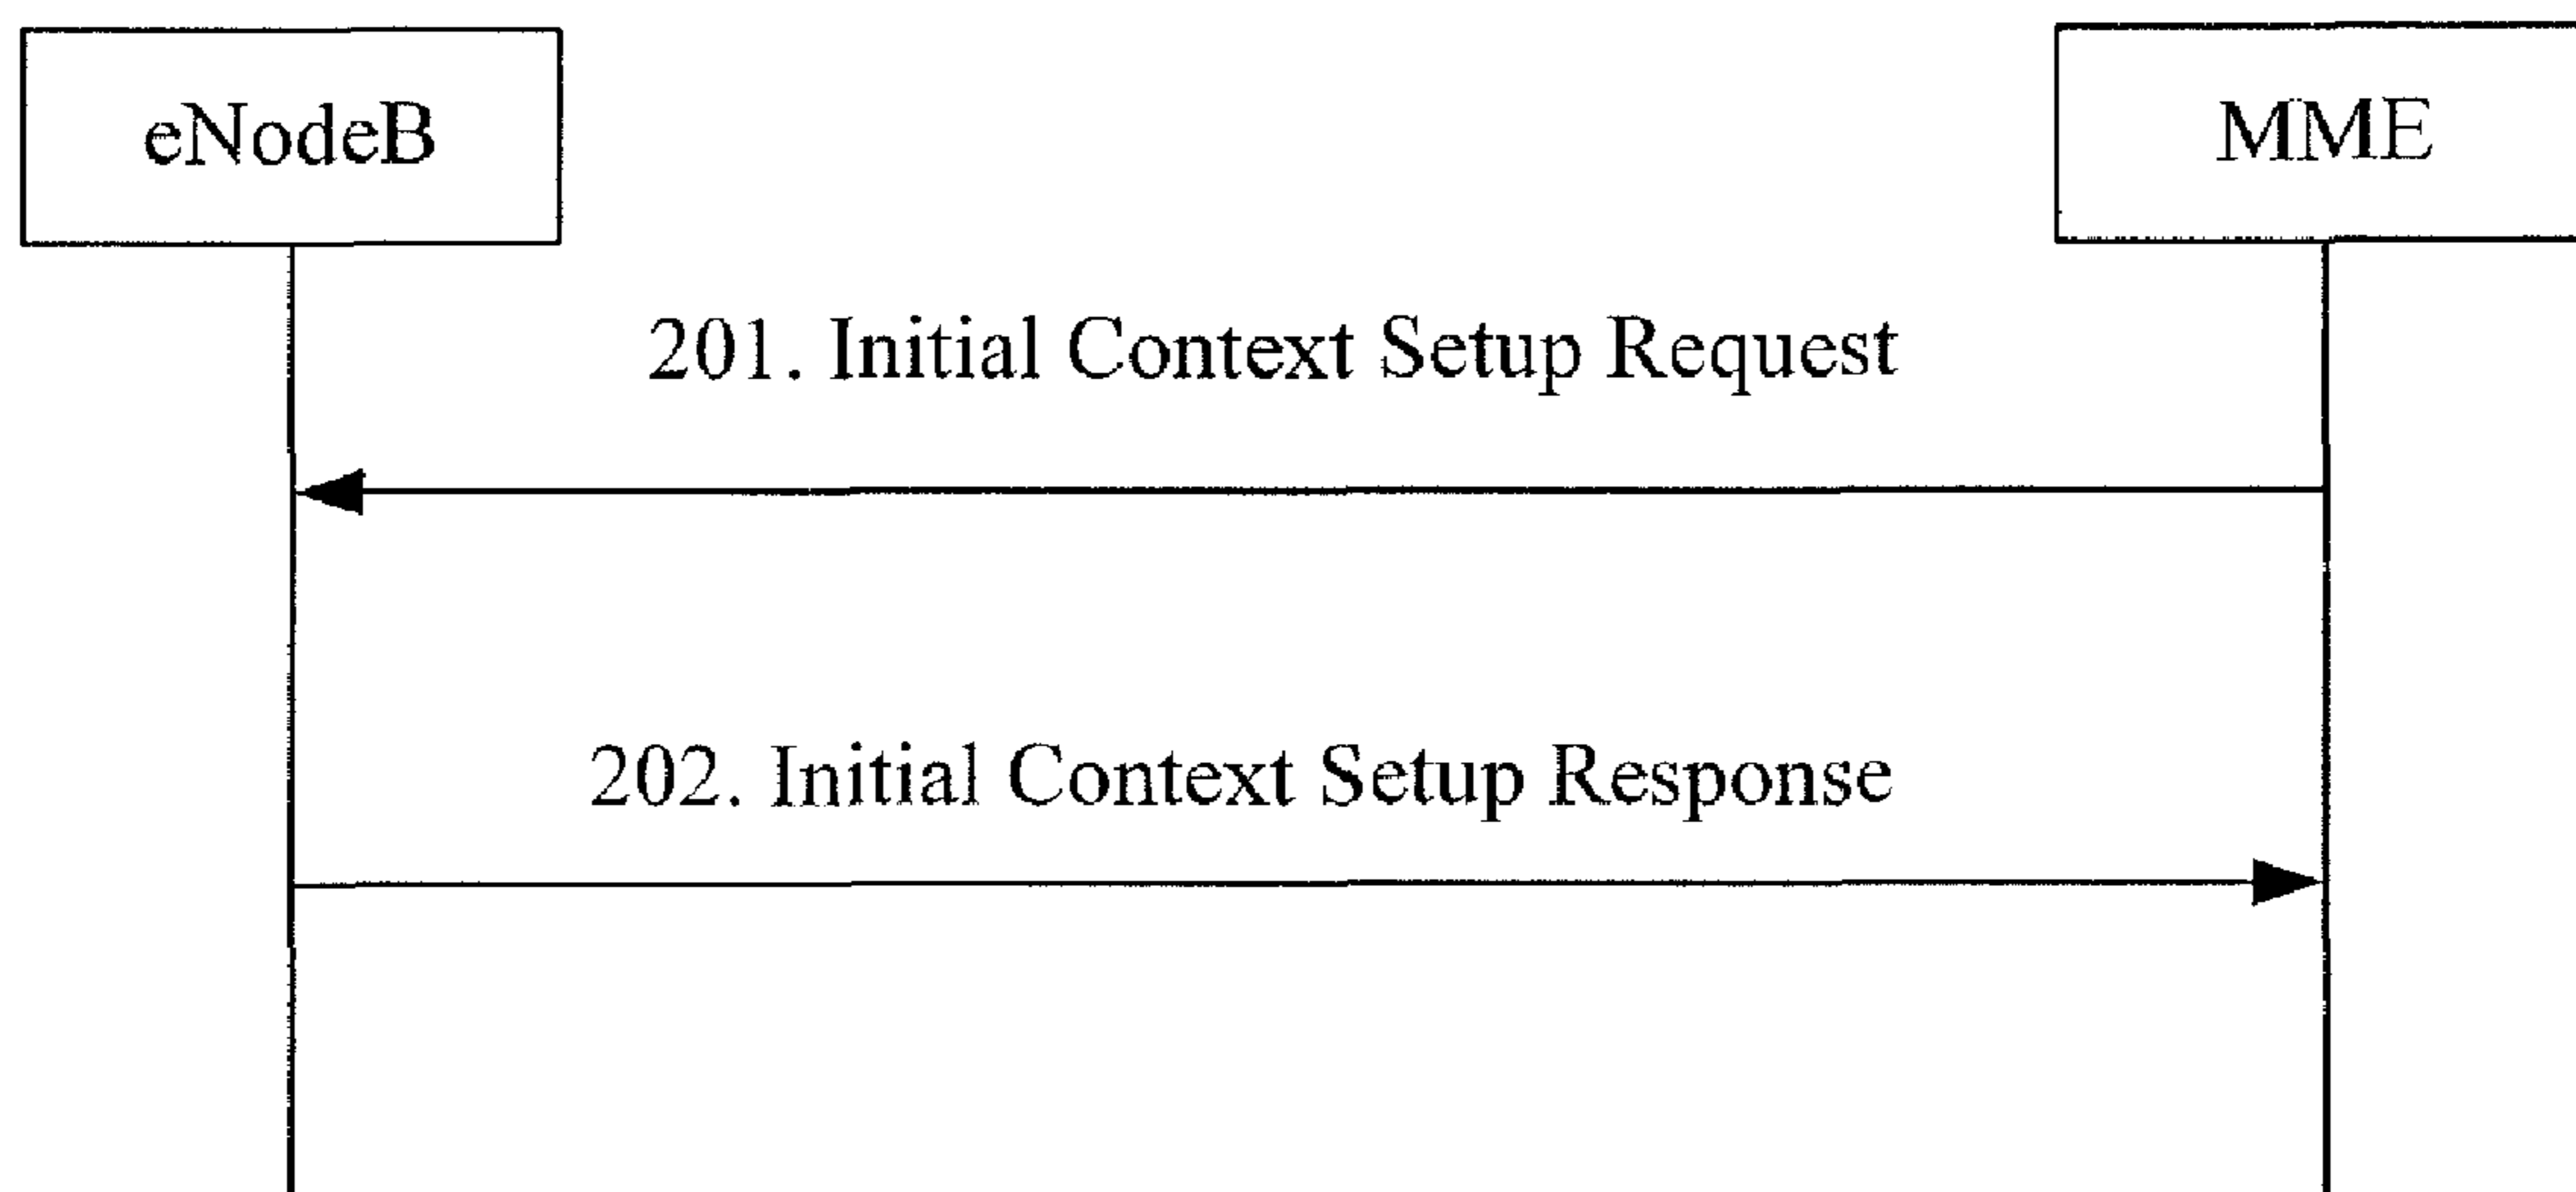 eNodeB
MME
201. Initial Context Setup Request
202. Initial Context Setup Response